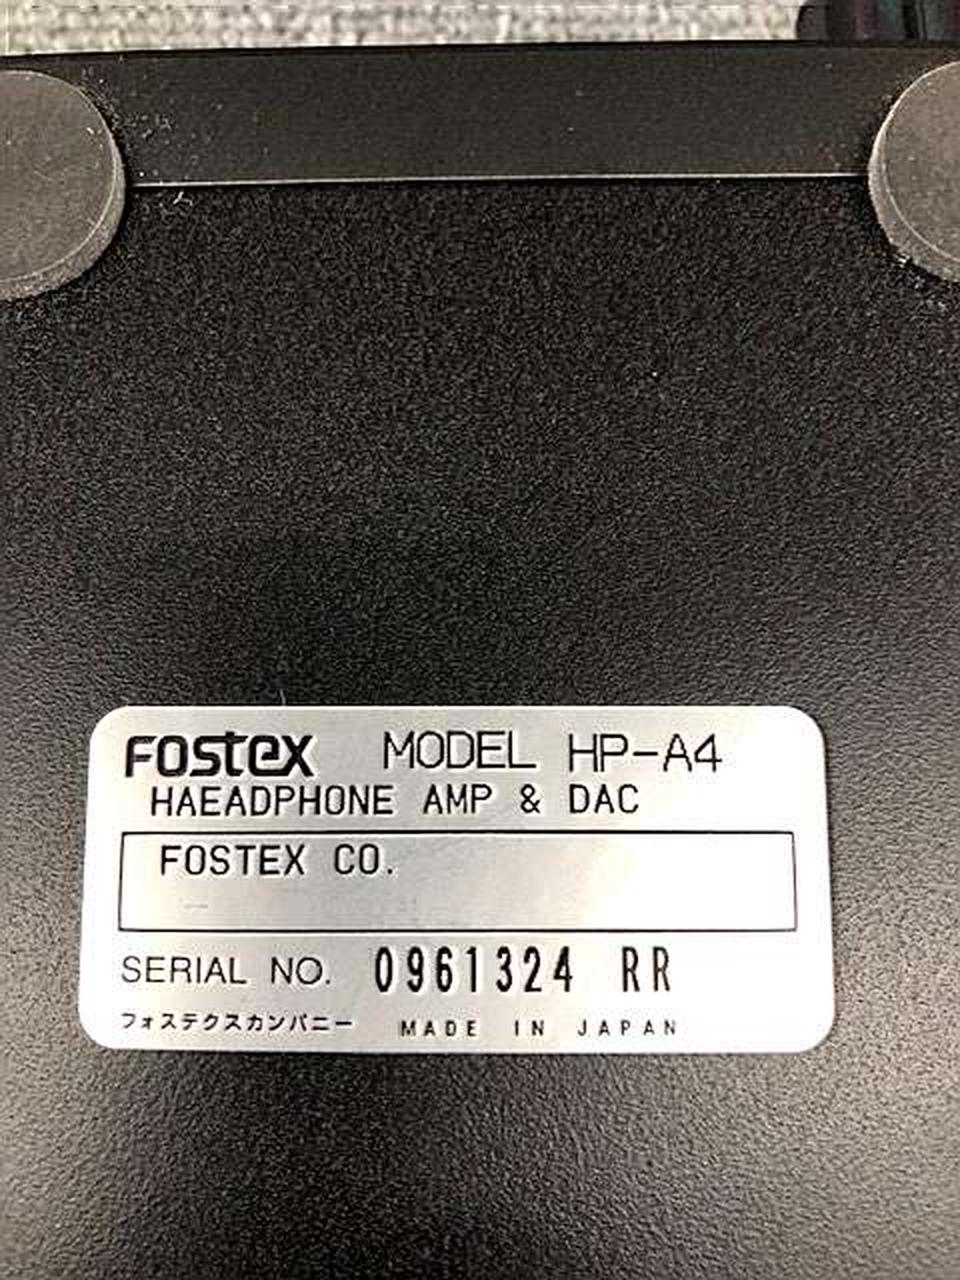 FOSTEX MODEL HP-A4
HAEADPHONE AMP & DAC
FOSTEX CO.
SERIAL NO. 0961324 RR
フォステクスカンパニー MADE IN JAPAN